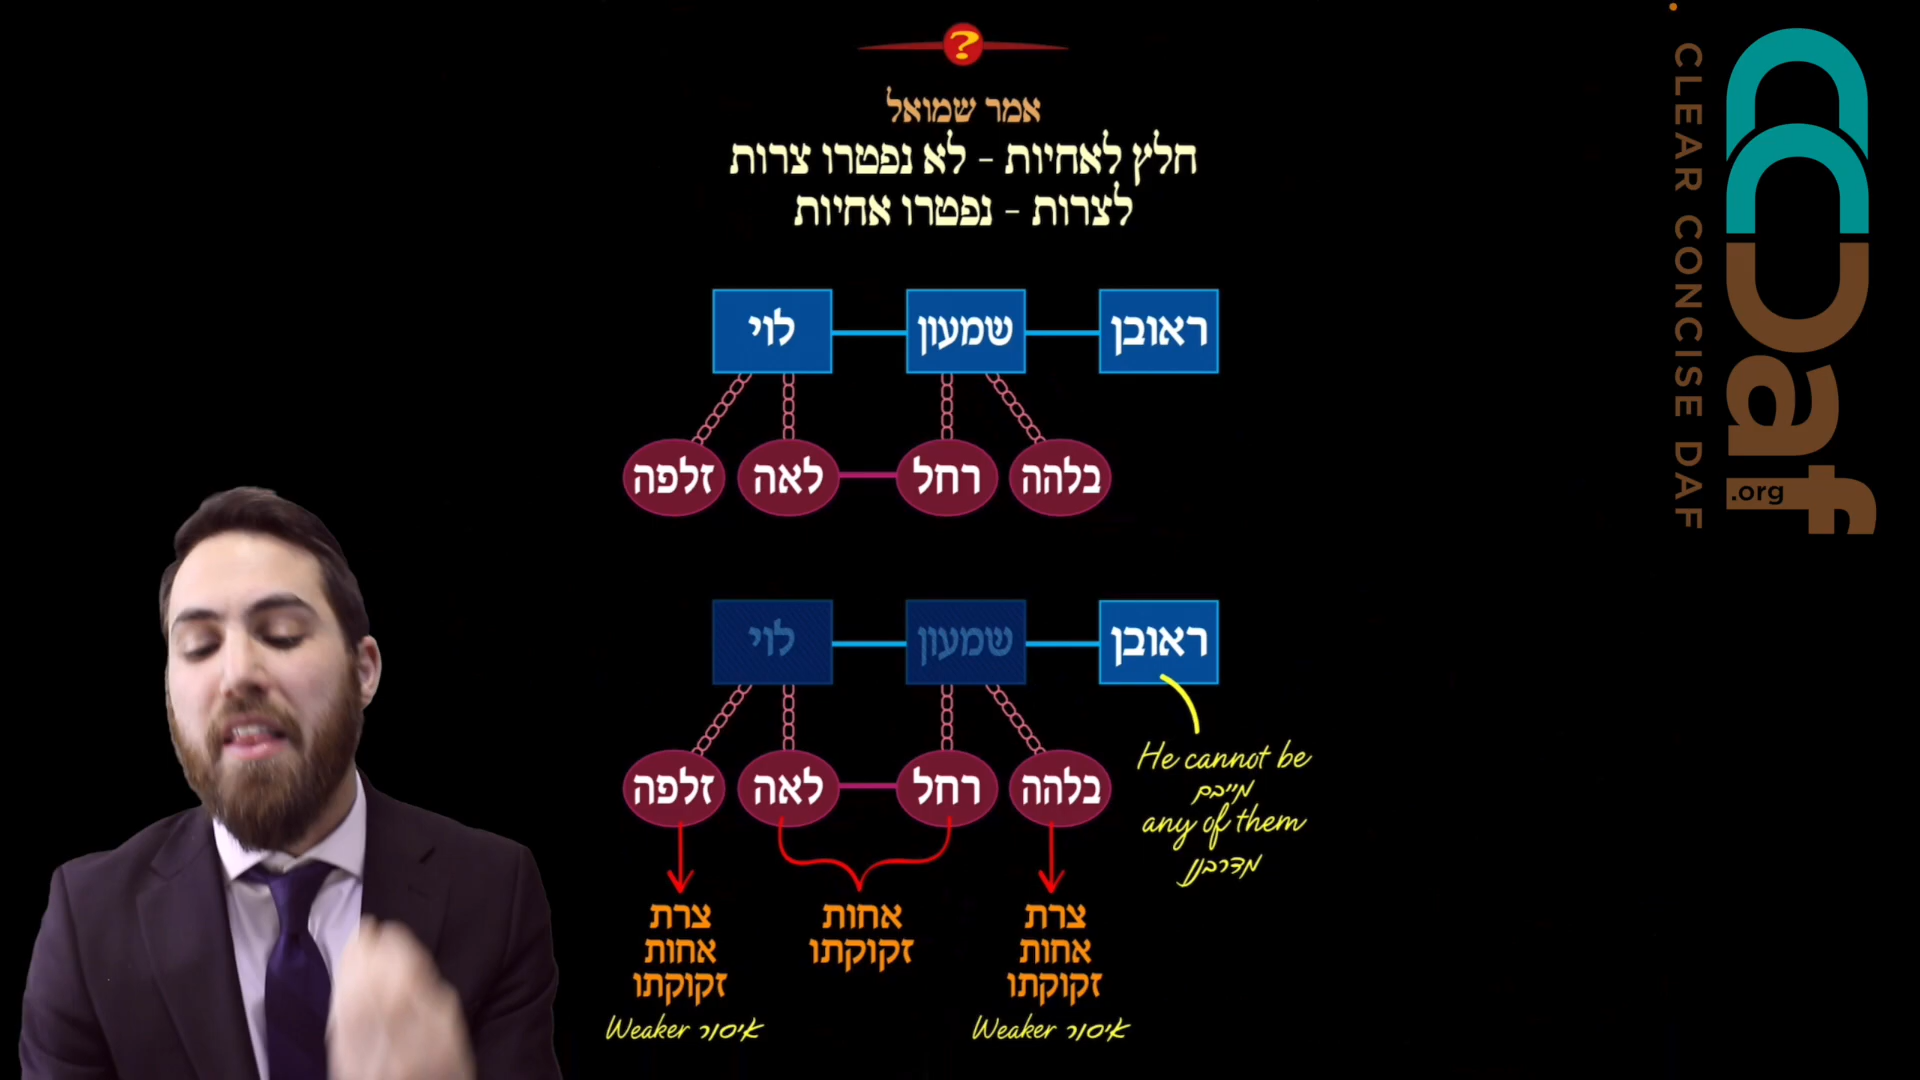 ?
אמר שמואל
חלץ לאחיות - לא נפטרו צרות
לצרות - נפטרו אחיות
ראובן שמעון לוי
בלהה רחל לאה זלפה
ראובן שמעון לוי
בלהה רחל לאה זלפה
He cannot be
מייבם
any of them
מדרבנן
צרת
אחות
זקוקתו
Weaker איסור
אחות
זקוקתו
צרת
אחות
זקוקתו
Weaker איסור
CLEAR CONCISE DAF
CCDaf
.org